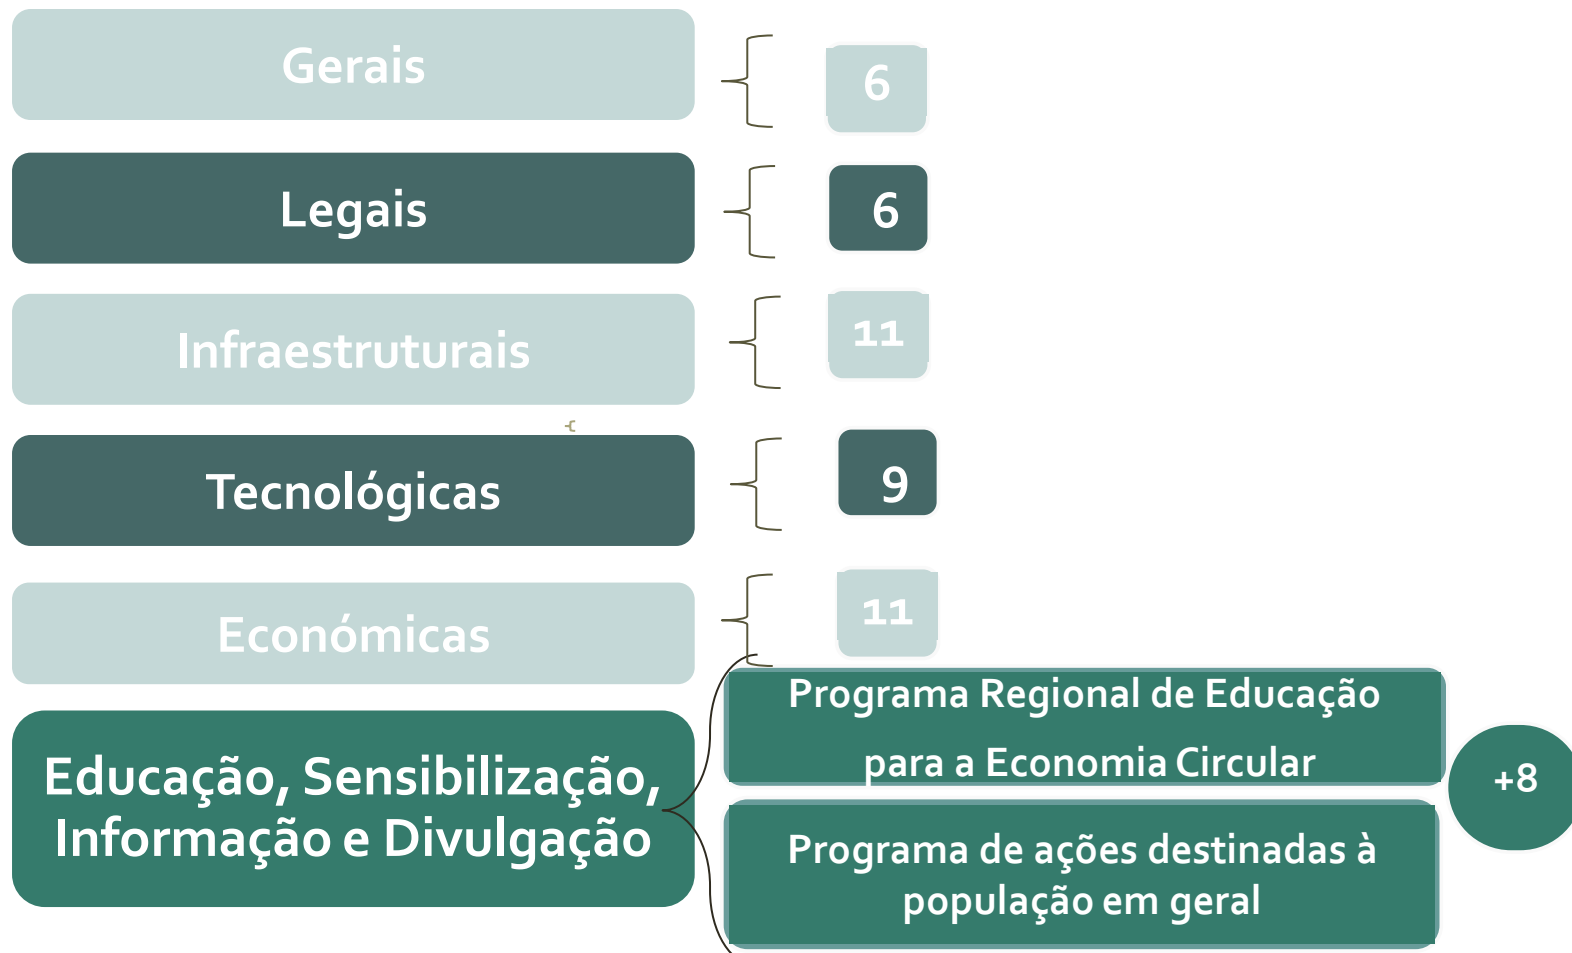 Gerais
6
Legais
6
Infraestruturais
11
Tecnológicas
9
Económicas
11
Educação, Sensibilização,
Informação e Divulgação
Programa Regional de Educação
para a Economia Circular
+8
Programa de ações destinadas à
população em geral